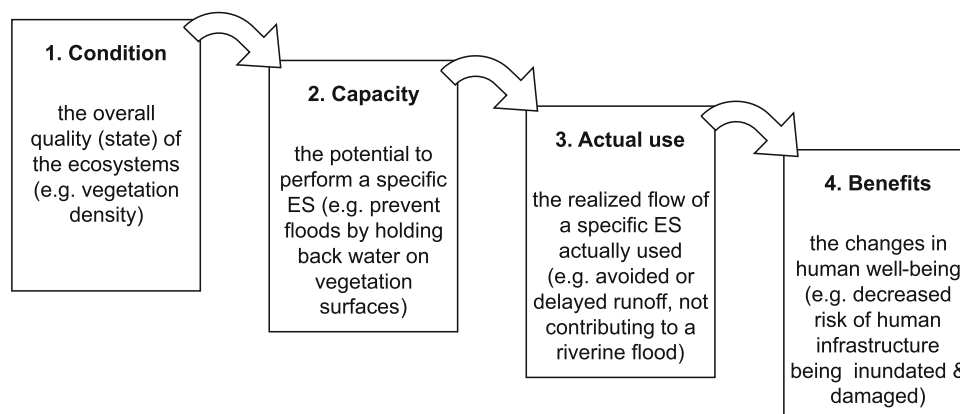 1. Condition
the overall
quality (state) of
the ecosystems
(e.g. vegetation
density)
2. Capacity
the potential to
perform a specific
ES (e.g. prevent
floods by holding
back water on
vegetation
surfaces)
3. Actual use
the realized flow of
a specific ES
actually used
(e.g. avoided or
delayed runoff, not
contributing to a
riverine flood)
4. Benefits
the changes in
human well-being
(e.g. decreased
risk of human
infrastructure
being inundated &
damaged)